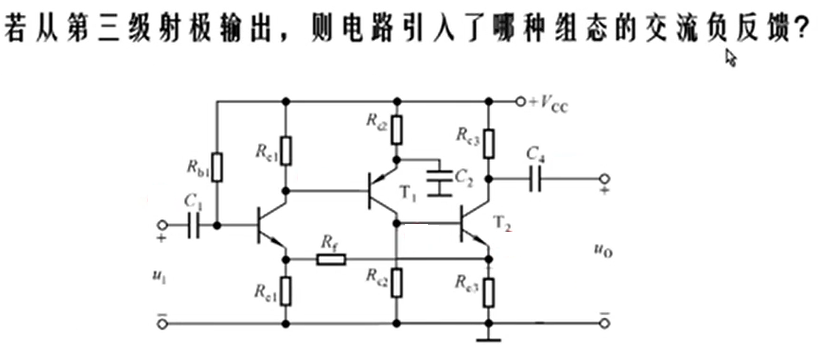 若从第三级射极输出，则电路引入了哪种组态的交流负反馈?
+VCC
Re2
Rc1
Rc3
C4
Rb1
C2
T1
C1
T2
+
Rf
+
uo
ui
Re1
Rc2
Re3
−
−